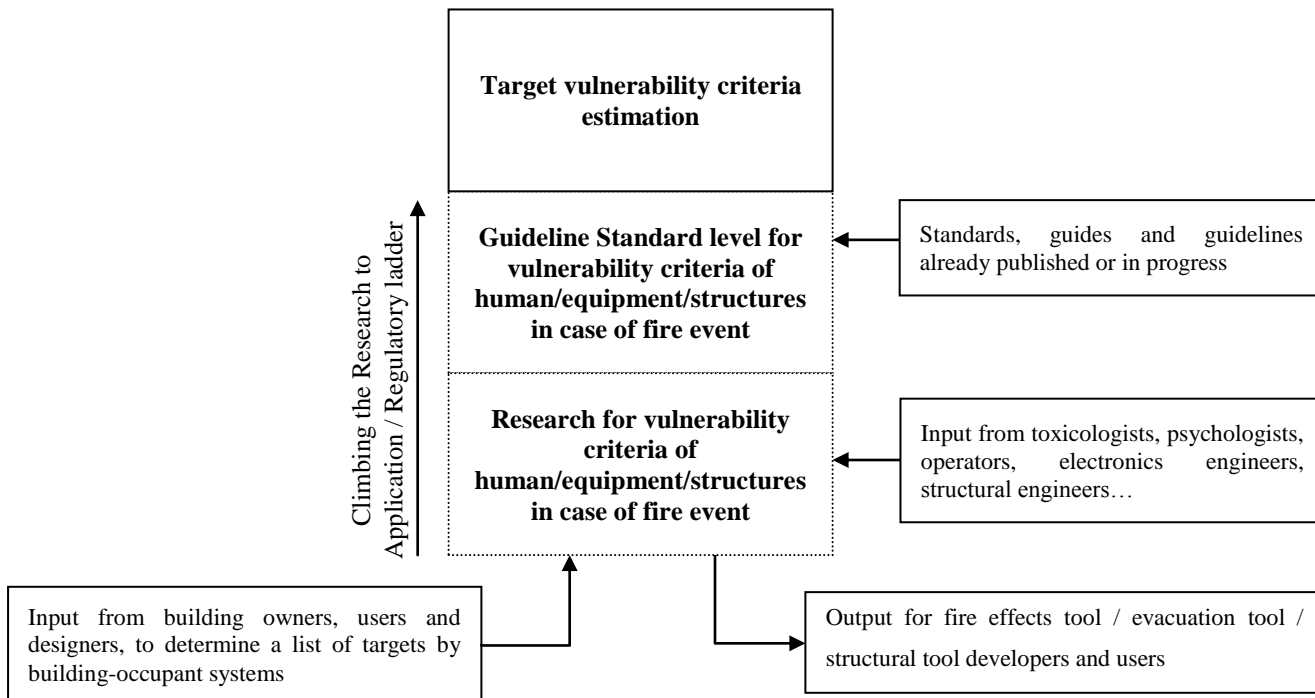 Target vulnerability criteria
estimation
Guideline Standard level for
vulnerability criteria of
human/equipment/structures
in case of fire event
Standards, guides and guidelines
already published or in progress
Climbing the Research to
Application / Regulatory ladder
Research for vulnerability
criteria of
human/equipment/structures
in case of fire event
Input from toxicologists, psychologists,
operators, electronics engineers,
structural engineers…
Input from building owners, users and
designers, to determine a list of targets by
building-occupant systems
Output for fire effects tool / evacuation tool /
structural tool developers and users